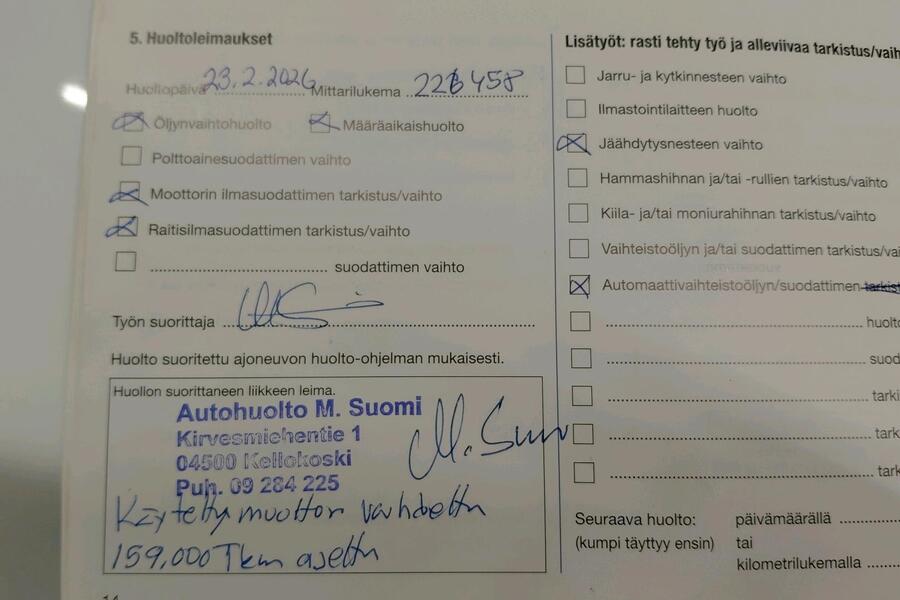 5. Huoltoleimaukset
Huoltopäivä 23.2.2026 Mittarilukema 226 458
Öljynvaihtohuolto Määräaikaishuolto
Polttoainesuodattimen vaihto
Moottorin ilmasuodattimen tarkistus/vaihto
Raitisilmasuodattimen tarkistus/vaihto
suodattimen vaihto
Työn suorittaja
Huolto suoritettu ajoneuvon huolto-ohjelman mukaisesti.
Huollon suorittaneen liikkeen leima.
Autohuolto M. Suomi
Kirvesmiehentie 1
04500 Kellokoski
Puh. 09 284 225
Käytetty moottori vaihdettu
159.000 Tkm asettu
Lisätyöt: rasti tehty työ ja alleviivaa tarkistus/vaih
Jarru- ja kytkinnesteen vaihto
Ilmastointilaitteen huolto
Jäähdytysnesteen vaihto
Hammashihnan ja/tai -rullien tarkistus/vaihto
Kiila- ja/tai moniurahihnan tarkistus/vaihto
Vaihteistoöljyn ja/tai suodattimen tarkistus/vai
Automaattivaihteistoöljyn/suodattimen tarkist
huolto
suod
tarki
tark
tark
Seuraava huolto: päivämäärällä
(kumpi täyttyy ensin) tai
kilometrilukemalla